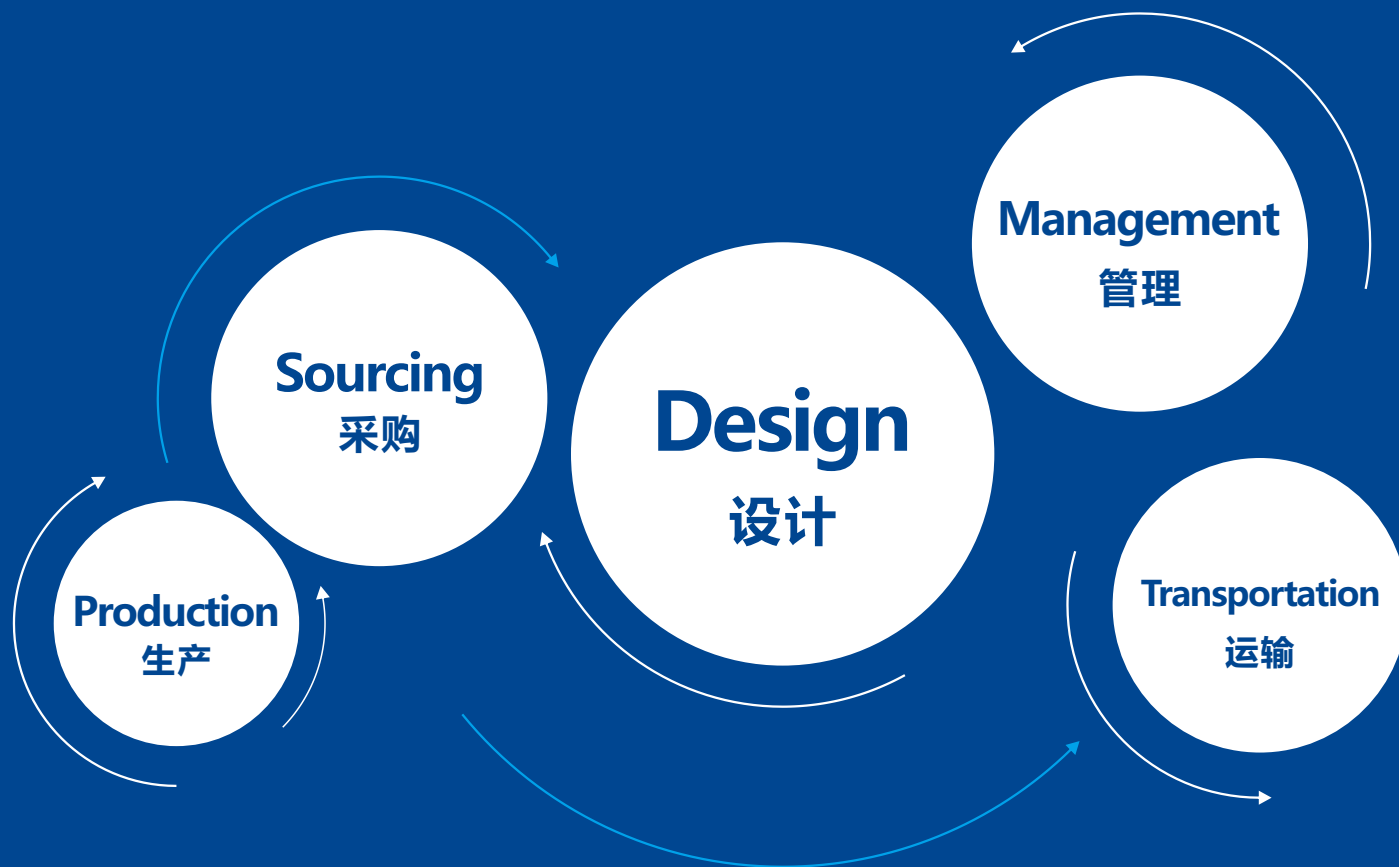 Management
管理
Sourcing
采购
Design
设计
Production
生产
Transportation
运输